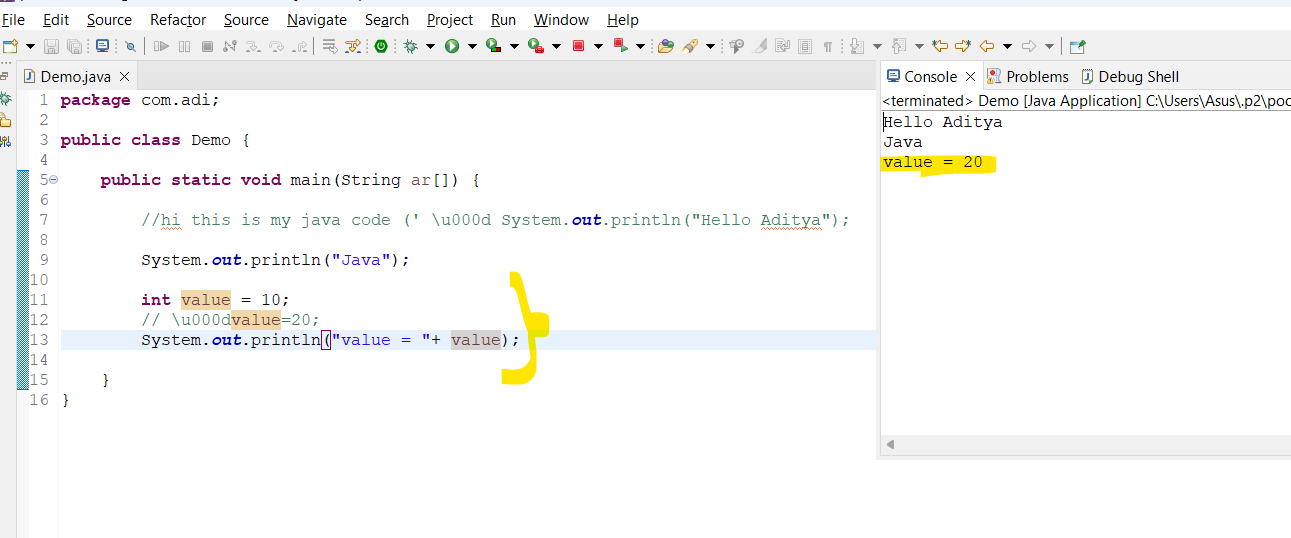 File Edit Source Refactor Source Navigate Search Project Run Window Help
Demo.java
1 package com.adi;
2
3 public class Demo {
4
5 public static void main(String ar[]) {
6
7 //hi this is my java code (' \u000d System.out.println("Hello Aditya");
8
9 System.out.println("Java");
10
11 int value = 10;
12 // \u000dvalue=20;
13 System.out.println("value = "+ value);
14
15 }
16 }
Console Problems Debug Shell
<terminated> Demo [Java Application] C:\Users\Asus\.p2\poo
Hello Aditya
Java
value = 20